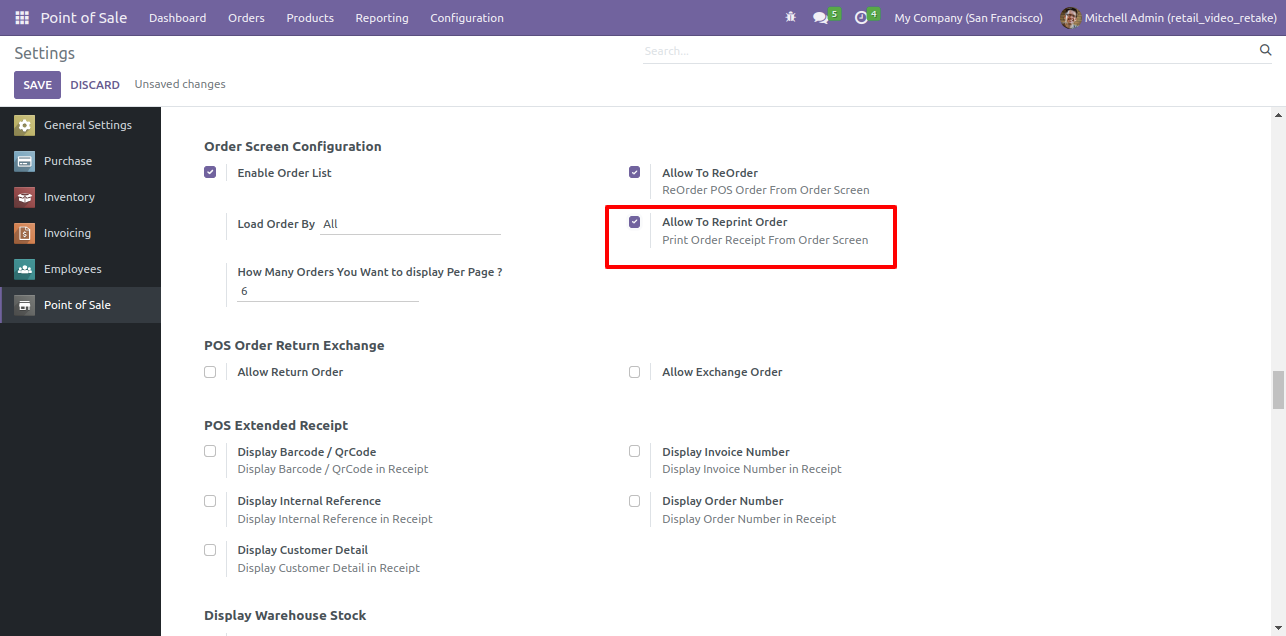 Point of Sale Dashboard Orders Products Reporting Configuration 5 4 My Company (San Francisco) Mitchell Admin (retail_video_retake)
Settings Search...
SAVE DISCARD Unsaved changes
General Settings
Purchase
Inventory
Invoicing
Employees
Point of Sale
Order Screen Configuration
Enable Order List
Allow To ReOrder
ReOrder POS Order From Order Screen
Load Order By All
Allow To Reprint Order
Print Order Receipt From Order Screen
How Many Orders You Want to display Per Page ?
6
POS Order Return Exchange
Allow Return Order
Allow Exchange Order
POS Extended Receipt
Display Barcode / QrCode
Display Barcode / QrCode in Receipt
Display Invoice Number
Display Invoice Number in Receipt
Display Internal Reference
Display Internal Reference in Receipt
Display Order Number
Display Order Number in Receipt
Display Customer Detail
Display Customer Detail in Receipt
Display Warehouse Stock